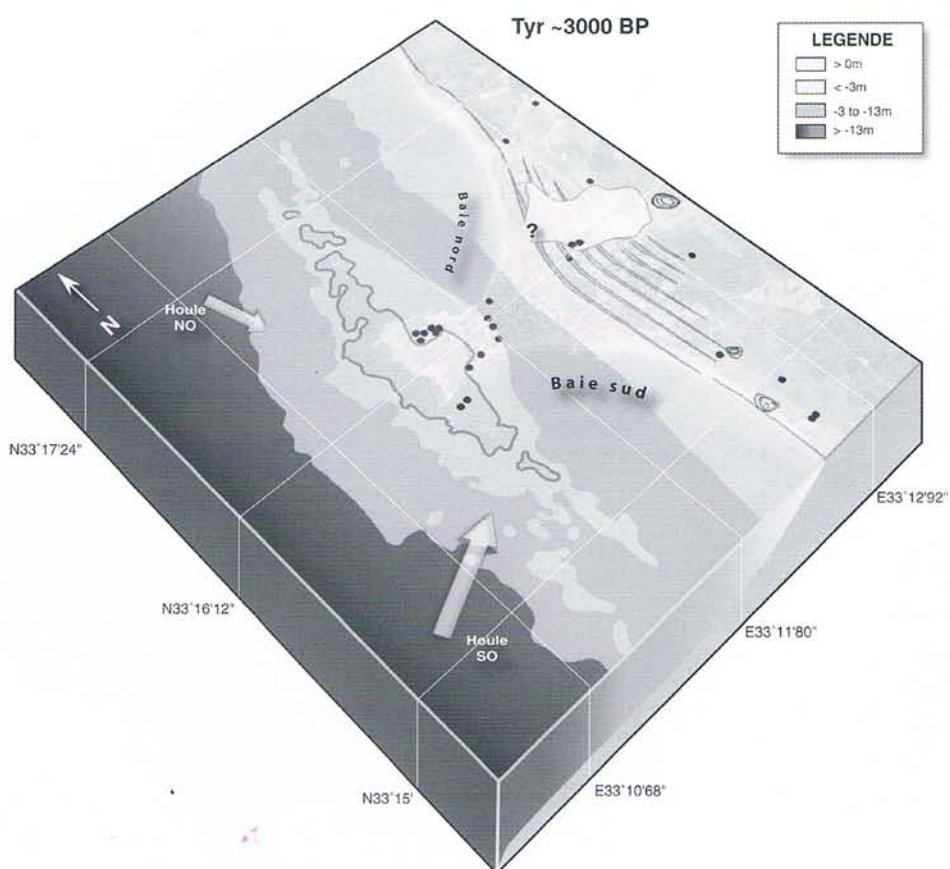 Tyr ~3000 BP
LEGENDE
> 0m
< -3m
-3 to -13m
> -13m
Baie nord
?
Houle
NO
N
Baie sud
N33°17'24"
E33°12'92"
N33°16'12"
Houle
SO
E33°11'80"
N33°15'
E33°10'68"